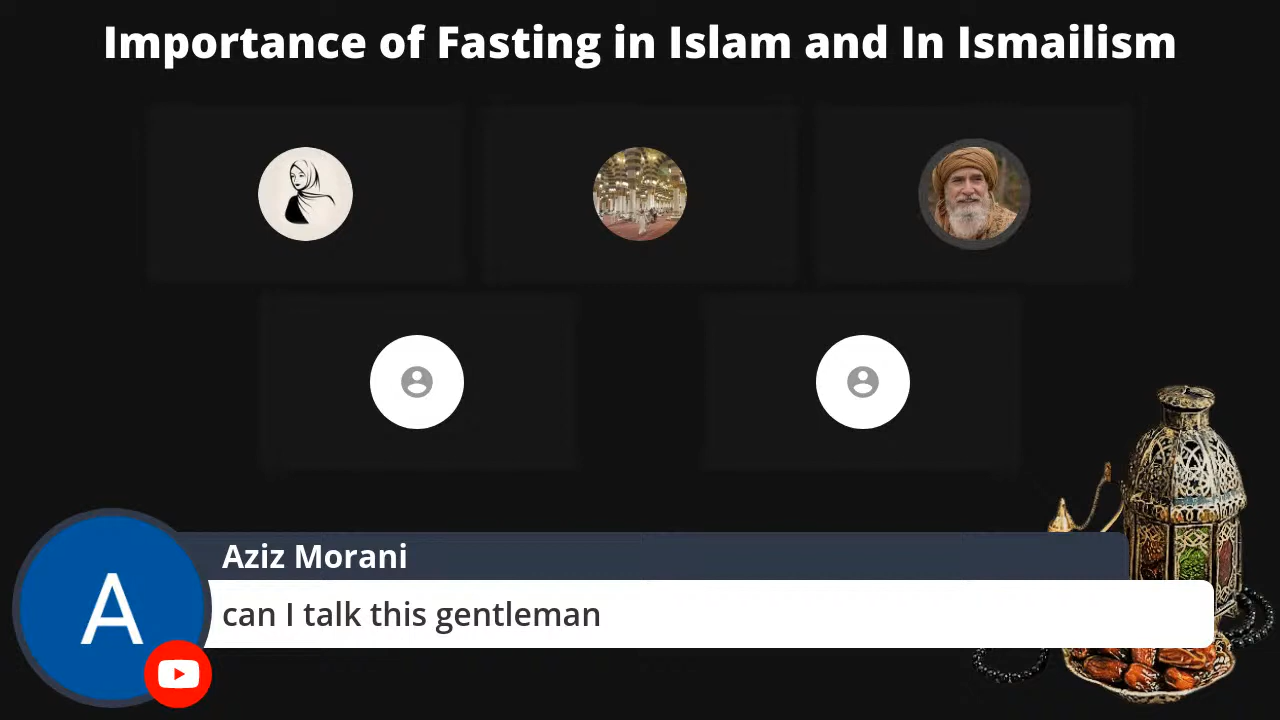 Importance of Fasting in Islam and In Ismailism
A
Aziz Morani
can I talk this gentleman